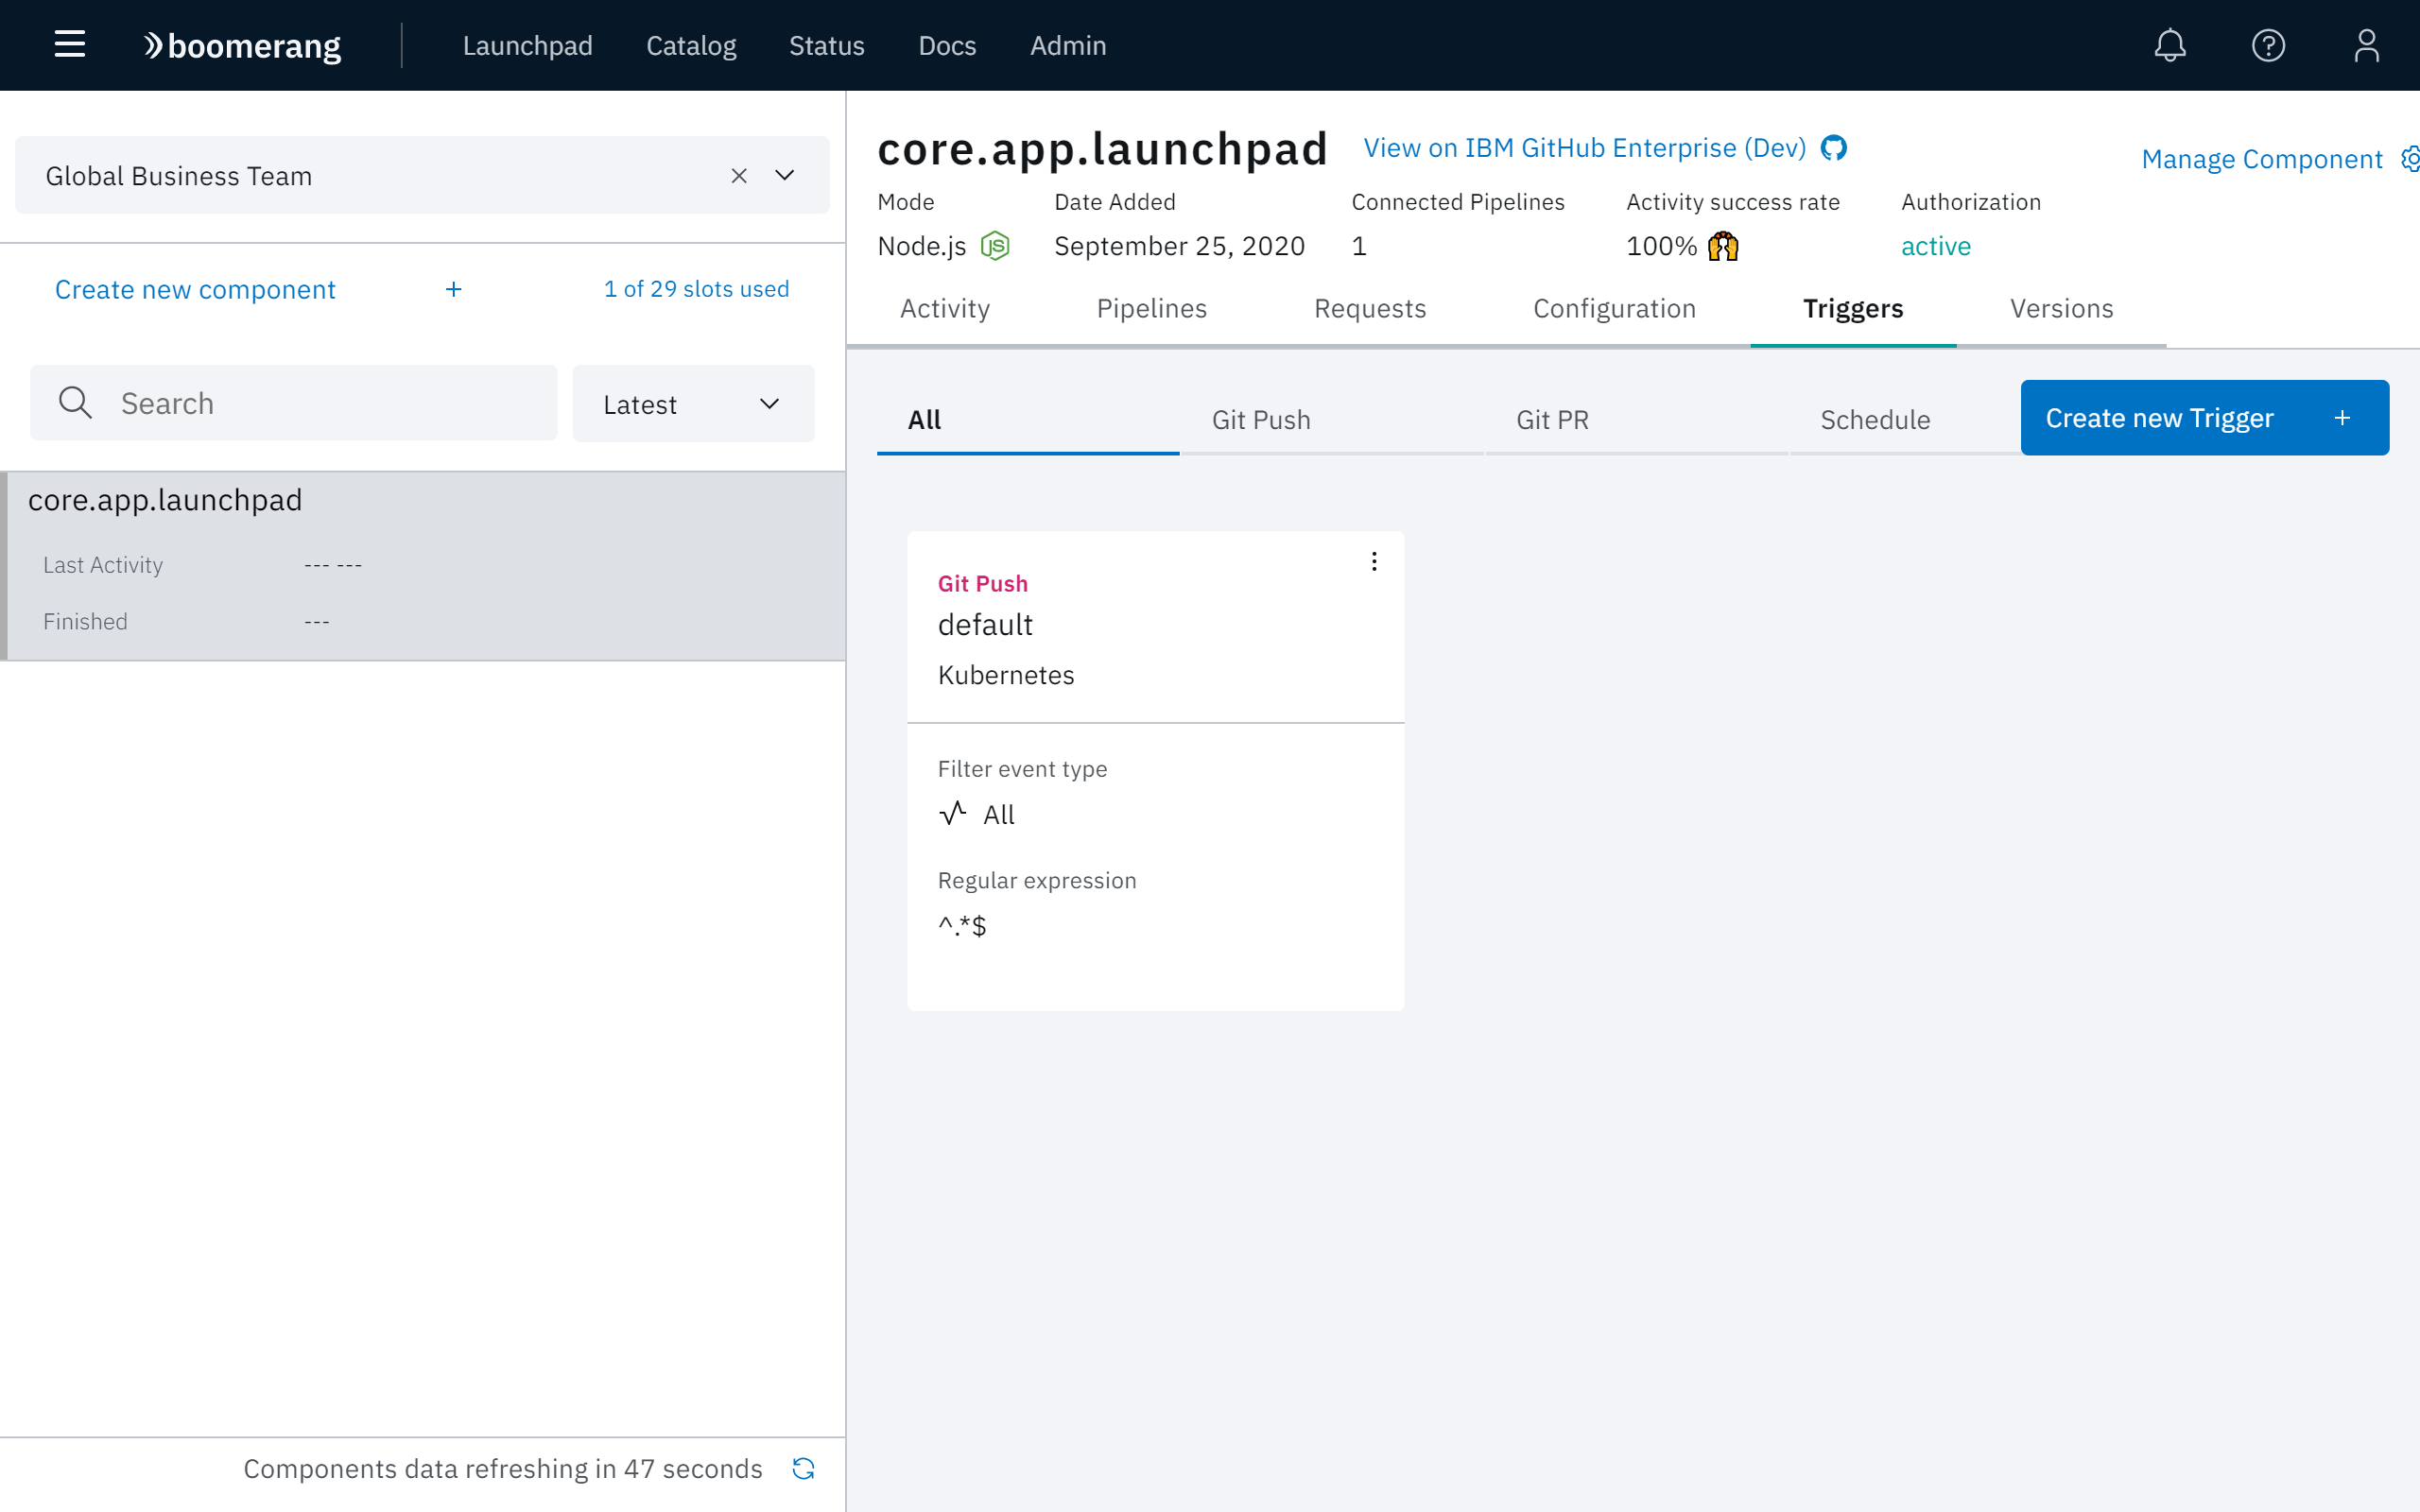 boomerang Launchpad Catalog Status Docs Admin
Global Business Team
Create new component + 1 of 29 slots used
Search Latest
core.app.launchpad
Last Activity --- ---
Finished ---
Components data refreshing in 47 seconds
core.app.launchpad View on IBM GitHub Enterprise (Dev) Manage Component
Mode Date Added Connected Pipelines Activity success rate Authorization
Node.js JS September 25, 2020 1 100% 🙌 active
Activity Pipelines Requests Configuration Triggers Versions
All Git Push Git PR Schedule Create new Trigger +
Git Push
default
Kubernetes
Filter event type
All
Regular expression
^.*$